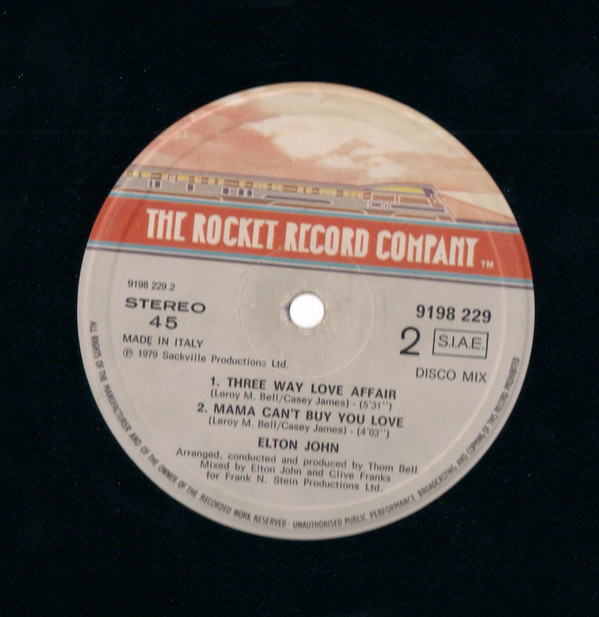 THE ROCKET RECORD COMPANY ™
9198 229.2
STEREO
45
MADE IN ITALY
℗ 1979 Sackville Productions Ltd.
9198 229
2 S.I.A.E.
DISCO MIX
1. THREE WAY LOVE AFFAIR
(Leroy M. Bell/Casey James) - (5'31")
2. MAMA CAN'T BUY YOU LOVE
(Leroy M. Bell/Casey James) - (4'03")
ELTON JOHN
Arranged, conducted and produced by Thom Bell
Mixed by Elton John and Clive Franks
for Frank N. Stein Productions Ltd.
ALL RIGHTS OF THE MANUFACTURER AND OF THE OWNER OF THE RECORDED WORK RESERVED · UNAUTHORISED PUBLIC PERFORMANCE BROADCASTING AND COPYING OF THIS RECORD PROHIBITED